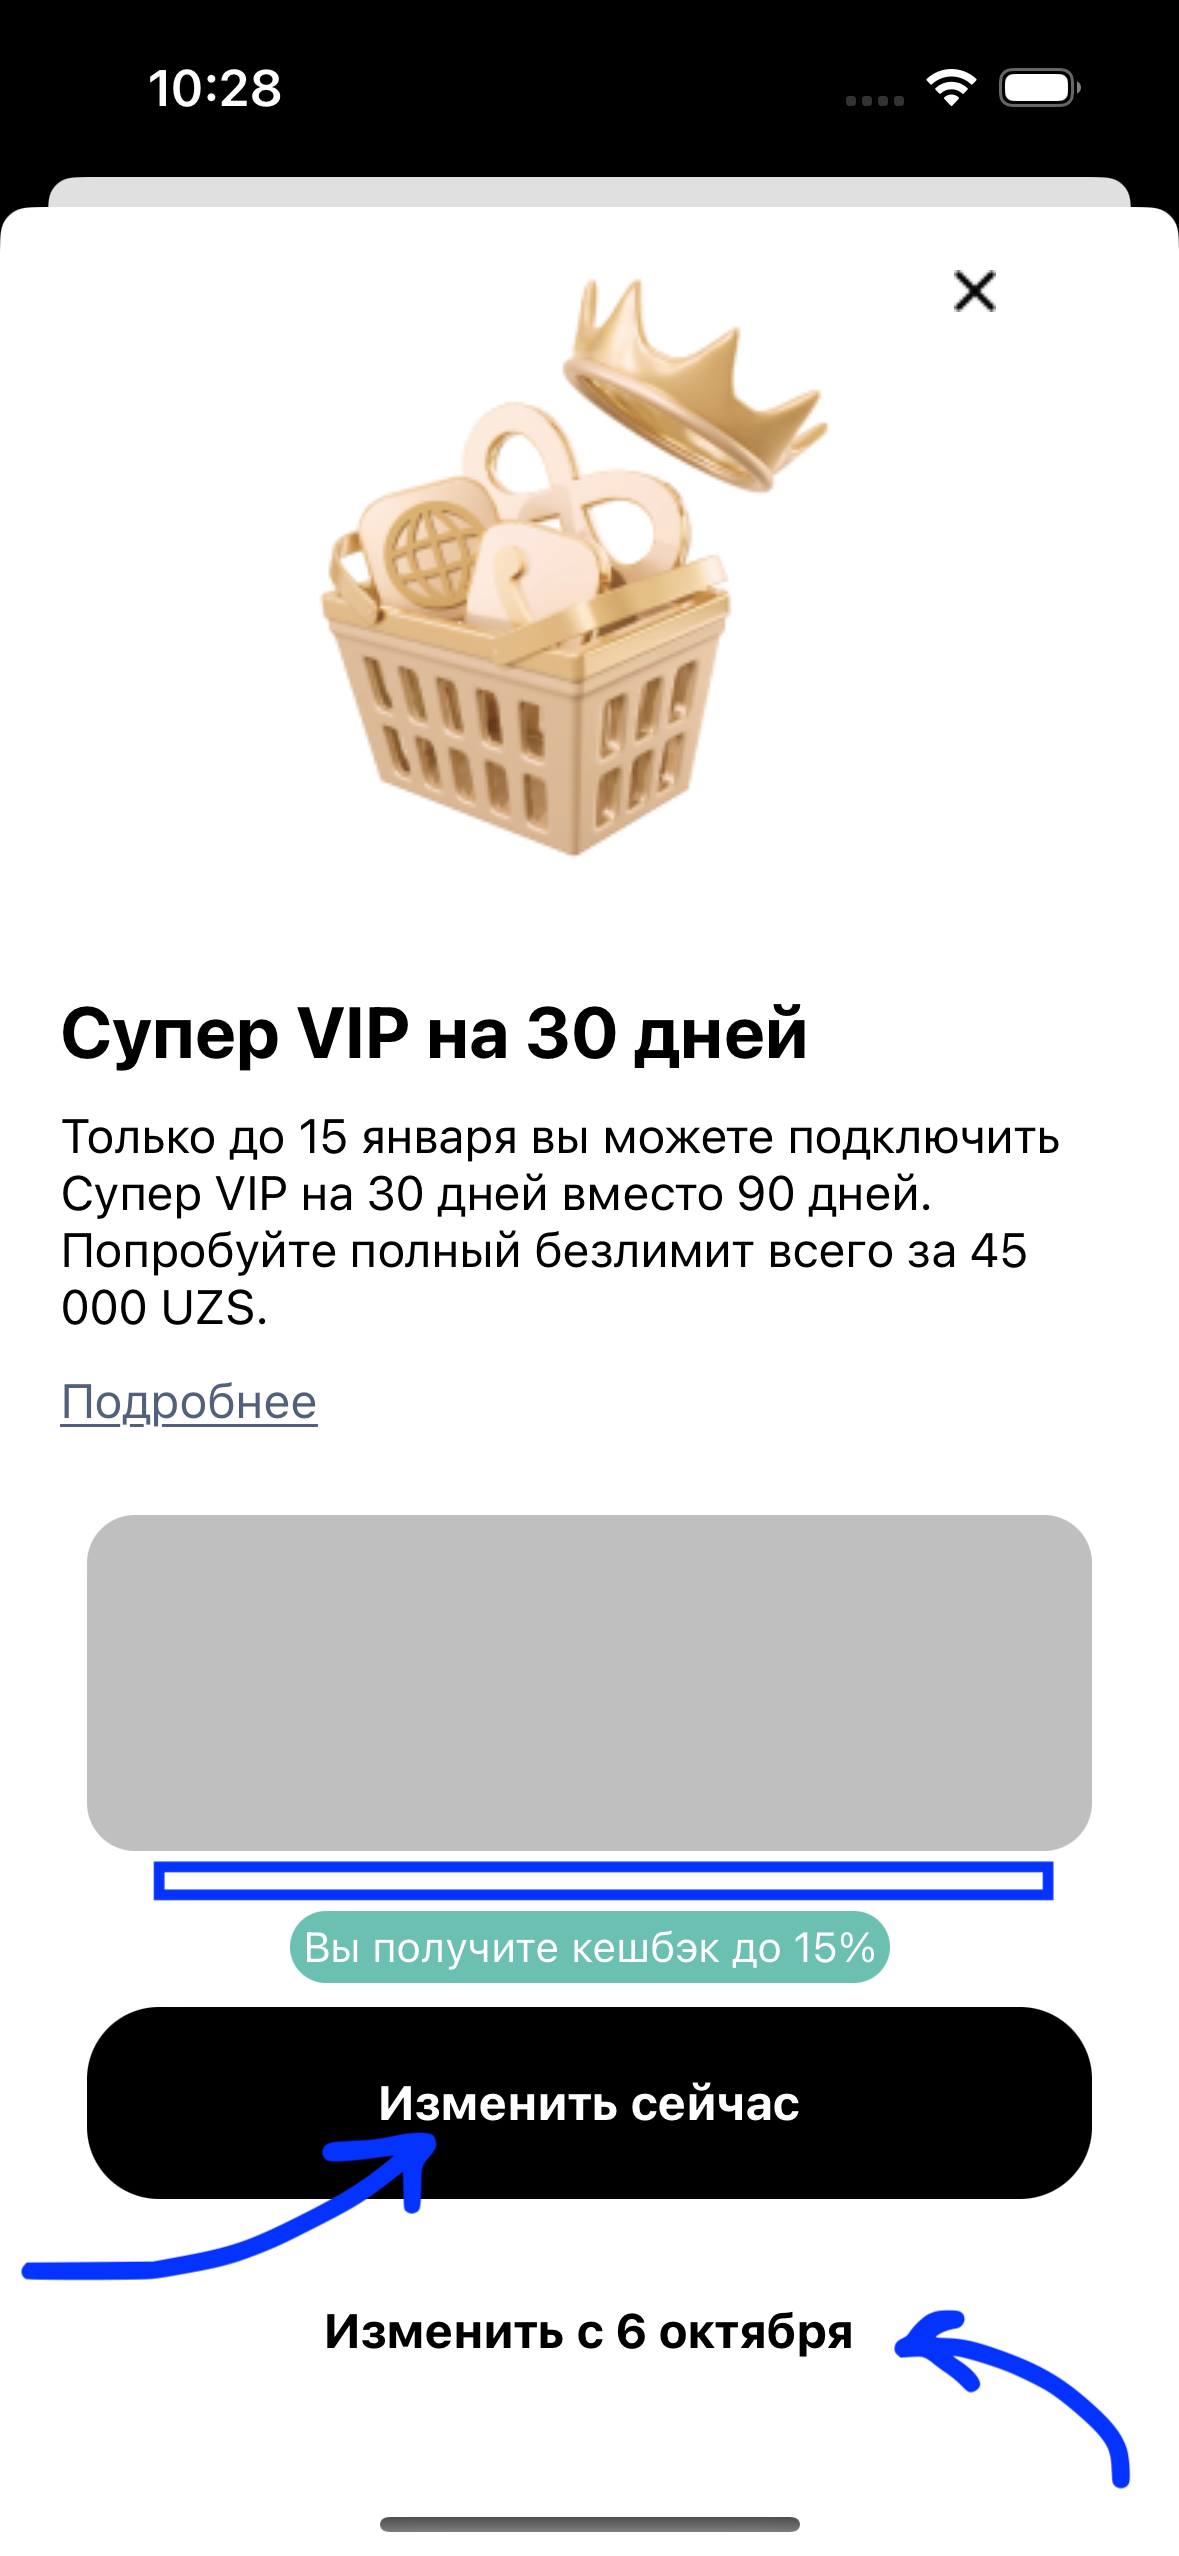 10:28
Супер VIP на 30 дней
Только до 15 января вы можете подключить
Супер VIP на 30 дней вместо 90 дней.
Попробуйте полный безлимит всего за 45
000 UZS.
Подробнее
Вы получите кешбэк до 15%
Изменить сейчас
Изменить с 6 октября